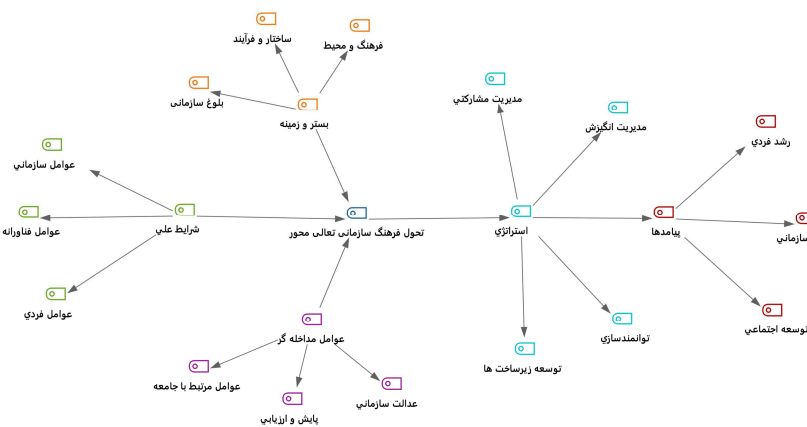 ساختار و فرآیند
فرهنگ و محیط
بلوغ سازمانی
بستر و زمینه
مدیریت مشارکتي
مدیریت انگیزش
رشد فردي
عوامل سازماني
عوامل فناورانه
شرایط علي
تحول فرهنگ سازمانی تعالی محور
استراتژي
پیامدها
سازماني
عوامل فردي
عوامل مداخله گر
توانمندسازي
توسعه اجتماعي
توسعه زیرساخت ها
عوامل مرتبط با جامعه
عدالت سازماني
پایش و ارزیابي